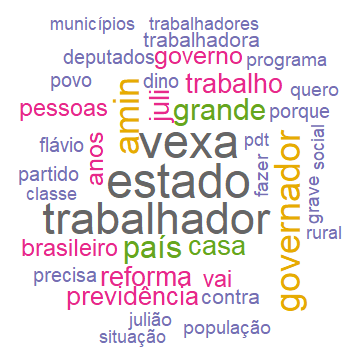 municípios trabalhadores
trabalhadora
deputados governo
programa
povo dino trabalho quero
amin juli
pessoas grande porque
flávio anos vexa pdt
partido estado fazer grave social
classe governador
trabalhador rural
brasileiro país casa
precisa reforma vai
previdência contra
julião
situação população